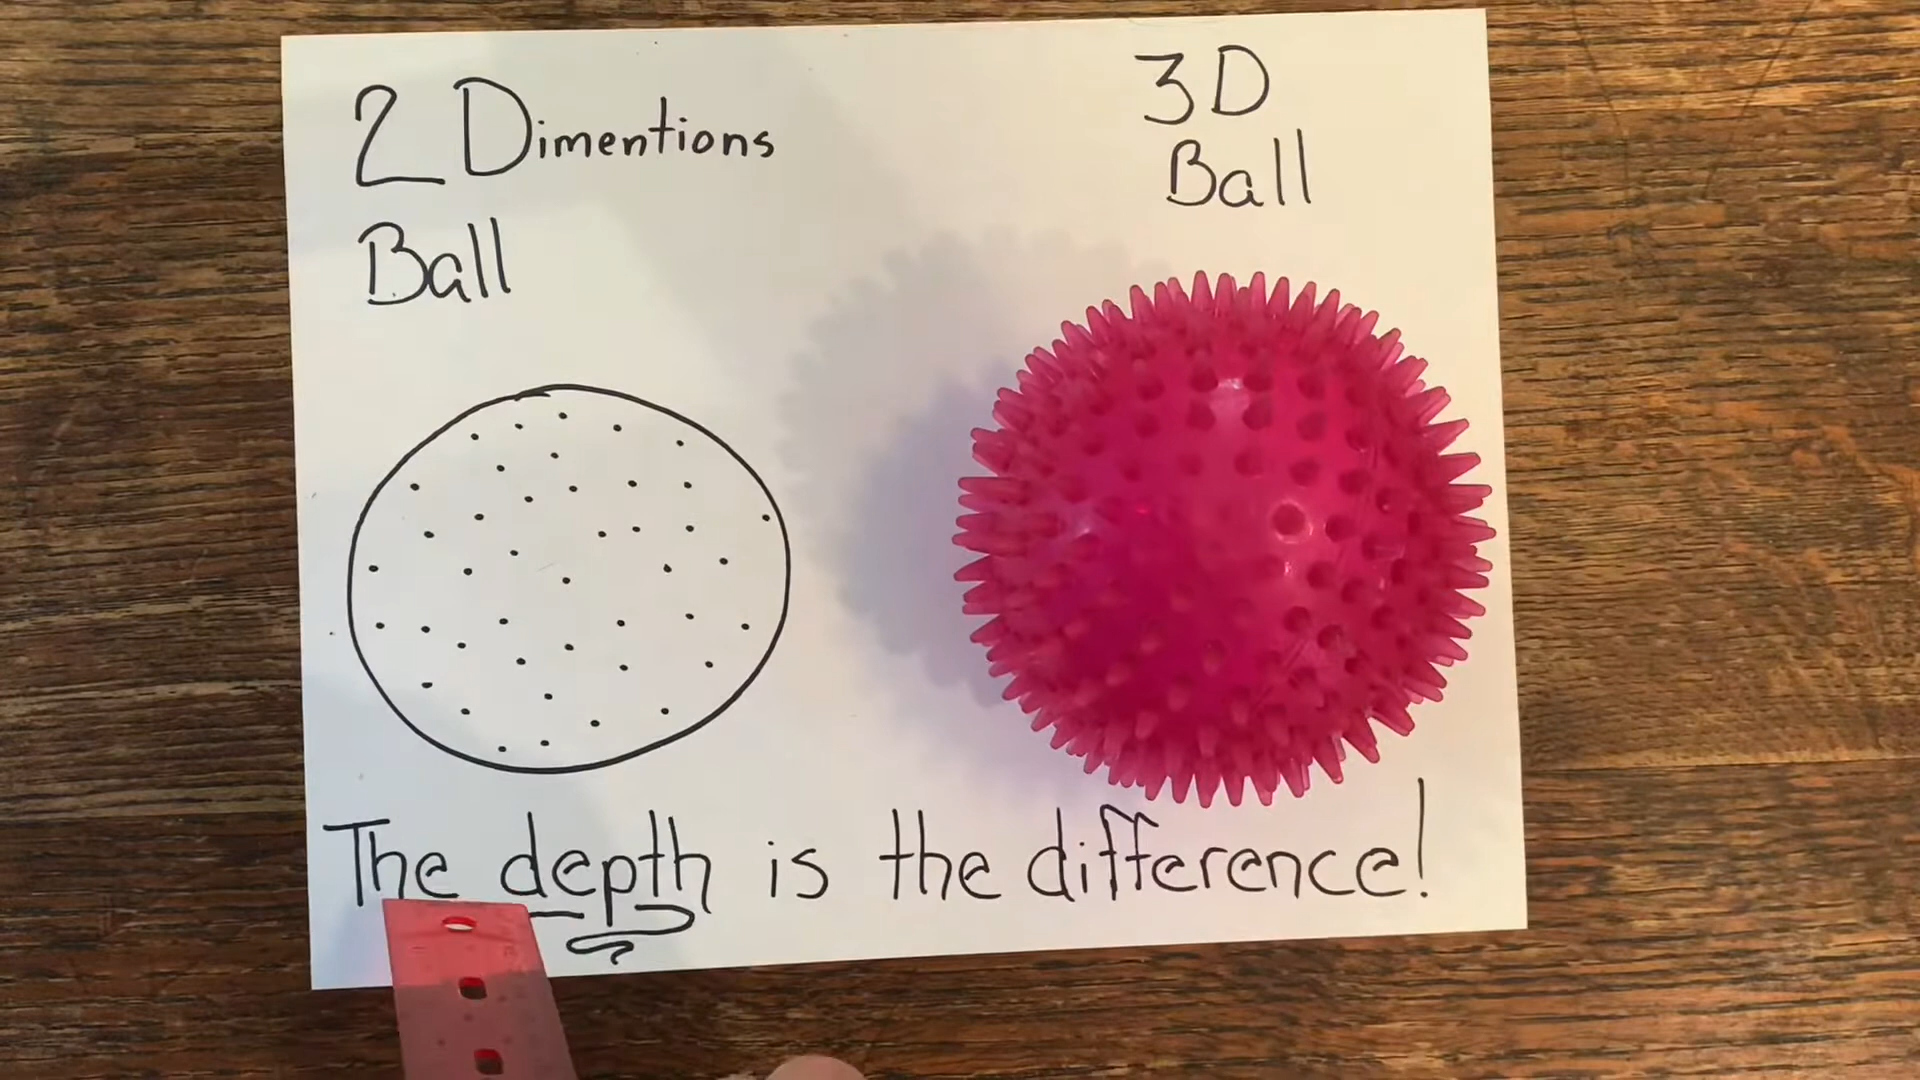 2 Dimentions
Ball
3D
Ball
The depth is the difference!